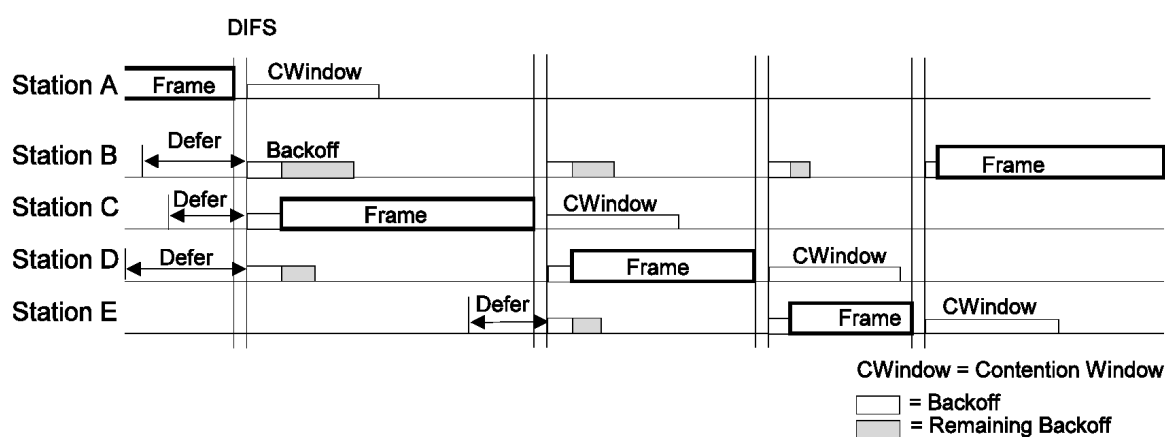 DIFS
Station A
Frame
CWindow
Station B
Defer
Backoff
Frame
Station C
Defer
Frame
CWindow
Station D
Defer
Frame
CWindow
Station E
Defer
Frame
CWindow
CWindow = Contention Window
= Backoff
= Remaining Backoff